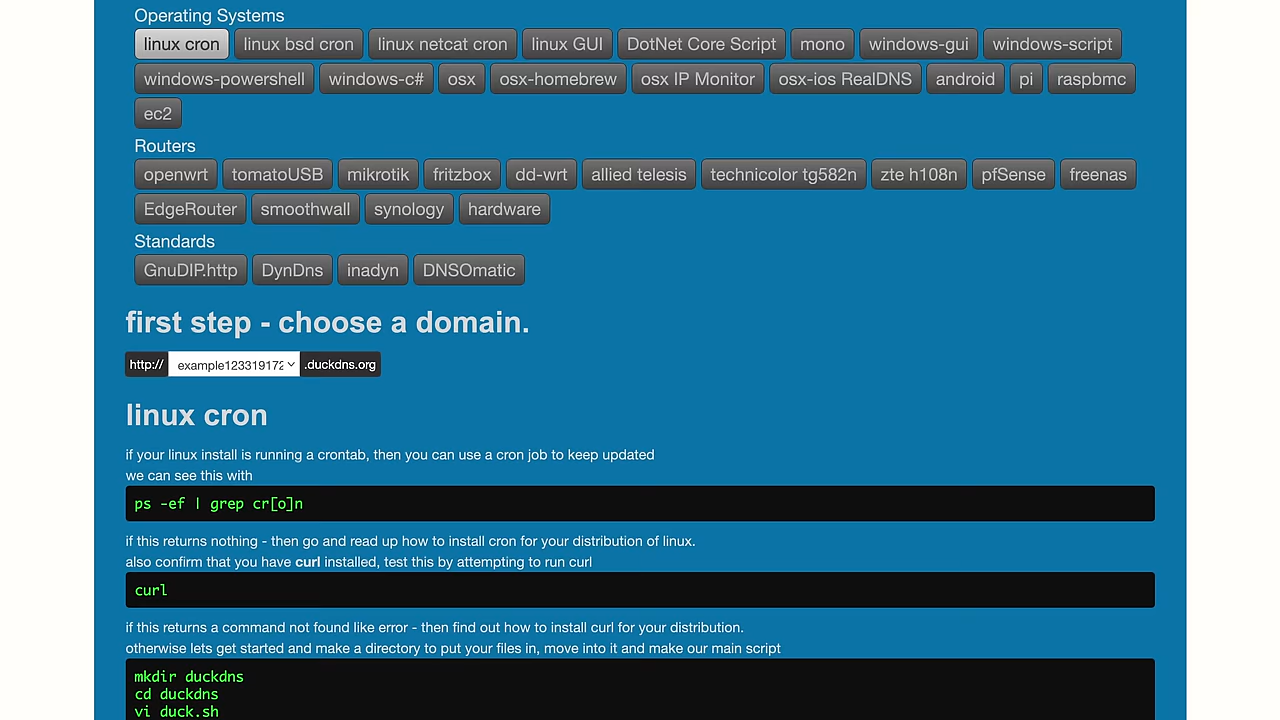 Operating Systems
linux cron linux bsd cron linux netcat cron linux GUI DotNet Core Script mono windows-gui windows-script
windows-powershell windows-c# osx osx-homebrew osx IP Monitor osx-ios RealDNS android pi raspbmc
ec2
Routers
openwrt tomatoUSB mikrotik fritzbox dd-wrt allied telesis technicolor tg582n zte h108n pfSense freenas
EdgeRouter smoothwall synology hardware
Standards
GnuDIP.http DynDns inadyn DNSOmatic
first step - choose a domain.
http:// example123319172 .duckdns.org
linux cron
if your linux install is running a crontab, then you can use a cron job to keep updated
we can see this with
ps -ef | grep cr[o]n
if this returns nothing - then go and read up how to install cron for your distribution of linux.
also confirm that you have curl installed, test this by attempting to run curl
curl
if this returns a command not found like error - then find out how to install curl for your distribution.
otherwise lets get started and make a directory to put your files in, move into it and make our main script
mkdir duckdns
cd duckdns
vi duck.sh